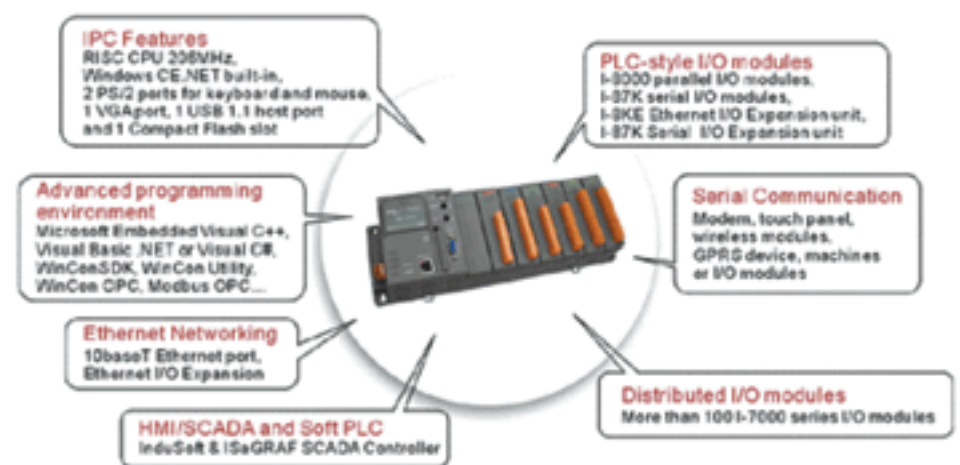 IPC Features
RISC CPU 206MHz,
Windows CE.NET built-in,
2 PS/2 ports for keyboard and mouse,
1 VGA port, 1 USB 1.1 host port
and 1 Compact Flash slot
PLC-style I/O modules
I-8000 parallel I/O modules,
I-87K serial I/O modules,
I-8KE Ethernet I/O Expansion unit,
I-87K Serial I/O Expansion unit
Advanced programming
environment
Microsoft Embedded Visual C++,
Visual Basic .NET or Visual C#,
WinConSDK, WinCon Utility,
WinCon OPC, Modbus OPC....
Serial Communication
Modem, touch panel,
wireless modules,
GPRS device, machines
or I/O modules
Ethernet Networking
10baseT Ethernet port,
Ethernet I/O Expansion
Distributed I/O modules
More than 100 I-7000 series I/O modules
HMI/SCADA and Soft PLC
InduSoft & ISaGRAF SCADA Controller